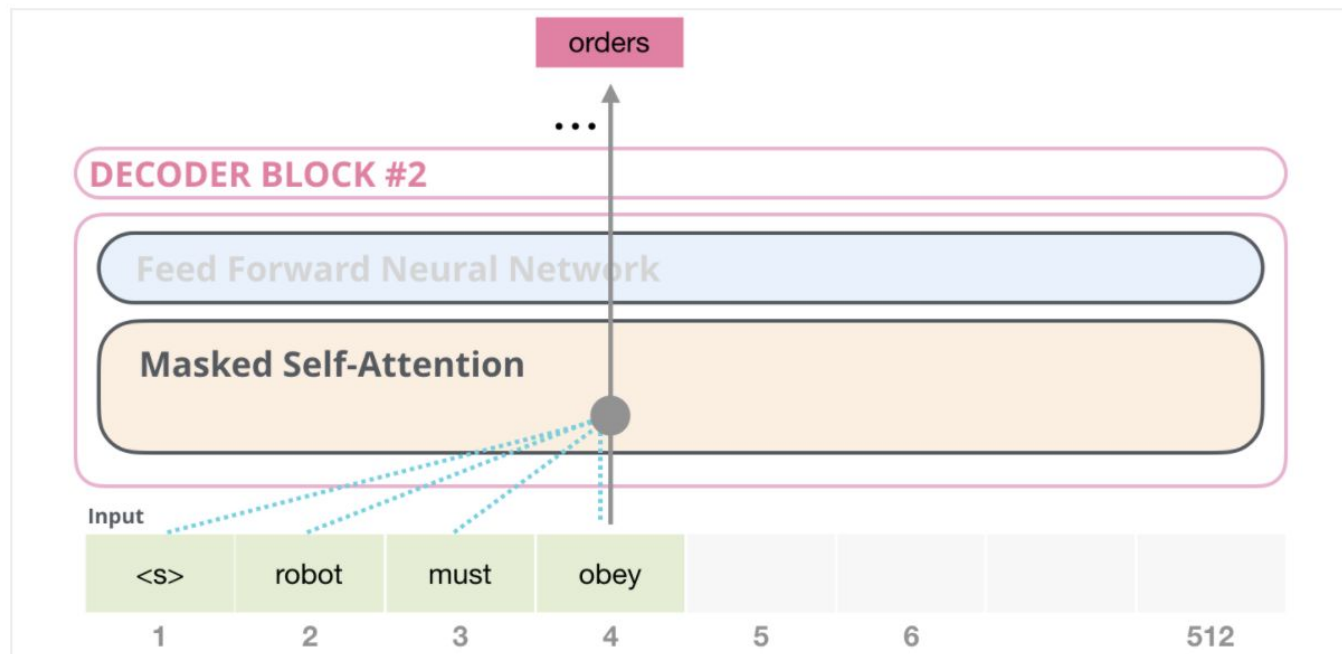 orders
...
DECODER BLOCK #2
Feed Forward Neural Network
Masked Self-Attention
Input
<s> robot must obey
1 2 3 4 5 6 512